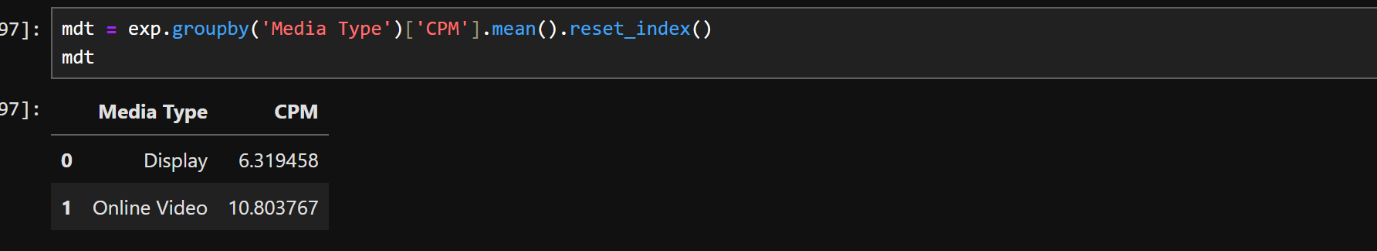 97]: mdt = exp.groupby('Media Type')['CPM'].mean().reset_index()
mdt
97]: Media Type CPM
0 Display 6.319458
1 Online Video 10.803767